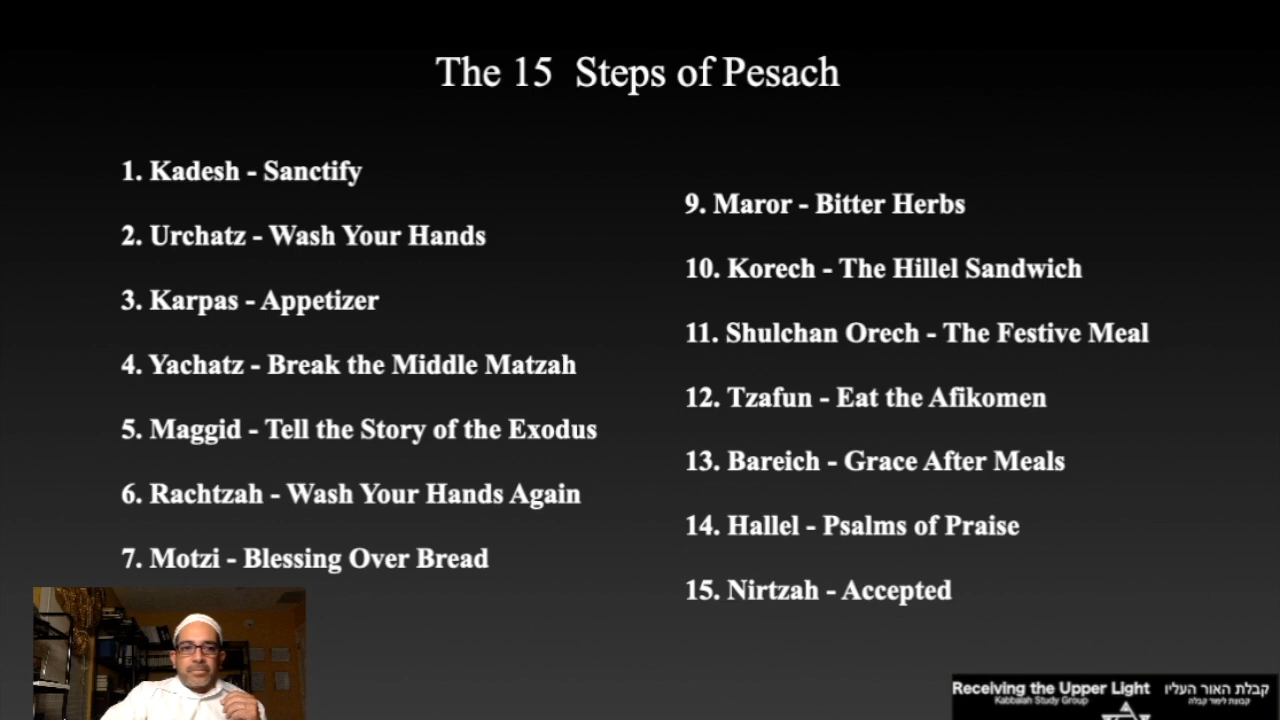 The 15 Steps of Pesach
1. Kadesh - Sanctify
2. Urchatz - Wash Your Hands
3. Karpas - Appetizer
4. Yachatz - Break the Middle Matzah
5. Maggid - Tell the Story of the Exodus
6. Rachtzah - Wash Your Hands Again
7. Motzi - Blessing Over Bread
9. Maror - Bitter Herbs
10. Korech - The Hillel Sandwich
11. Shulchan Orech - The Festive Meal
12. Tzafun - Eat the Afikomen
13. Bareich - Grace After Meals
14. Hallel - Psalms of Praise
15. Nirtzah - Accepted
Receiving the Upper Light
Kabbalah Study Group
קבלת האור העליו
קבוצת לימוד קבלה